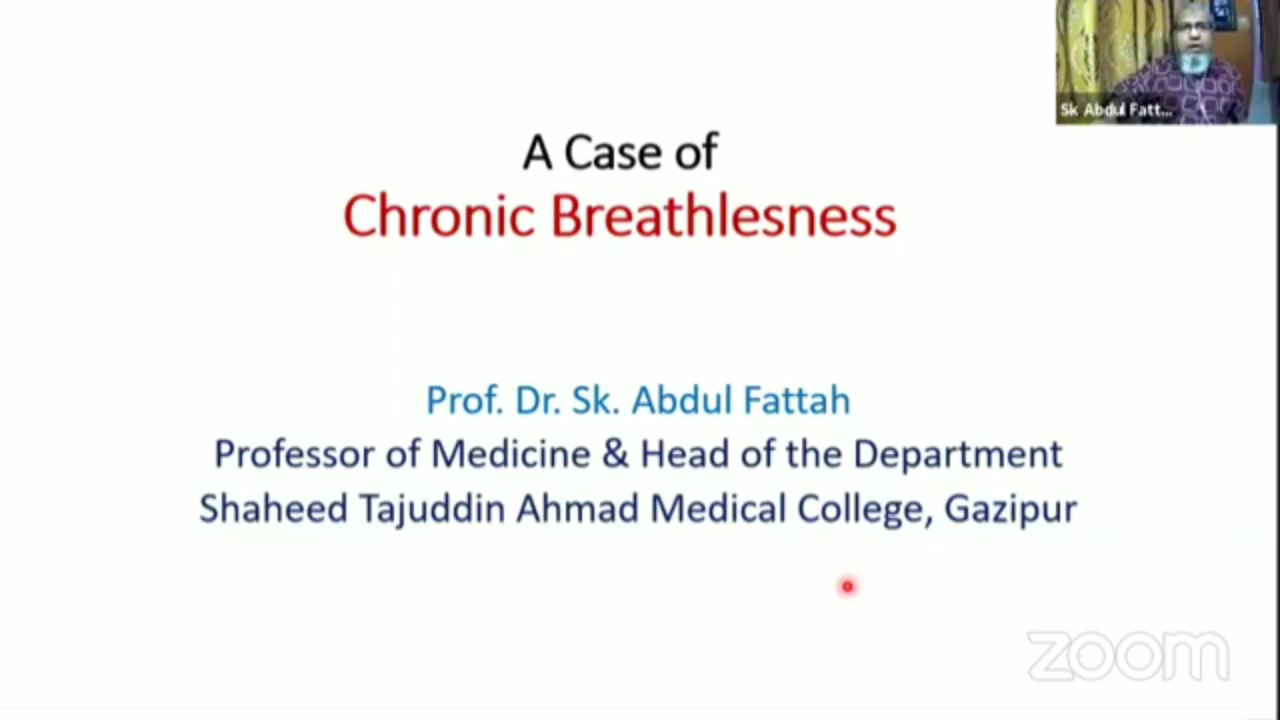 Sk Abdul Fatt...
A Case of
Chronic Breathlesness
Prof. Dr. Sk. Abdul Fattah
Professor of Medicine & Head of the Department
Shaheed Tajuddin Ahmad Medical College, Gazipur
zoom